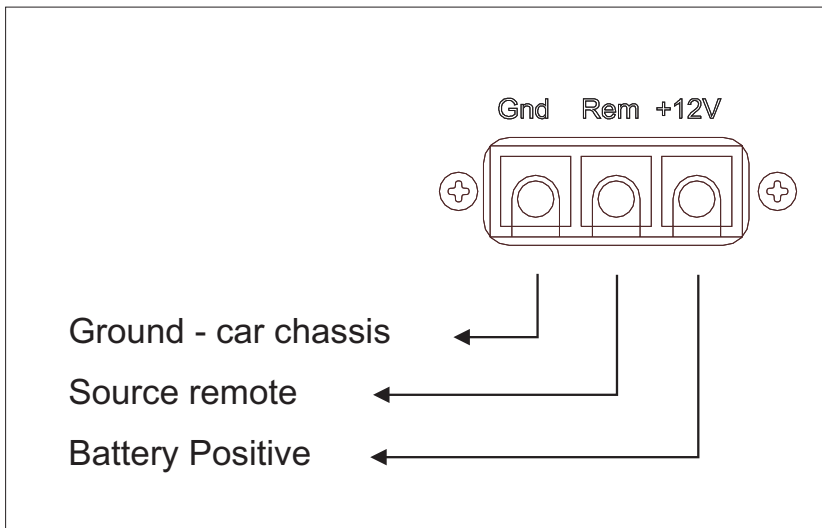 Gnd Rem +12V
Ground - car chassis
Source remote
Battery Positive